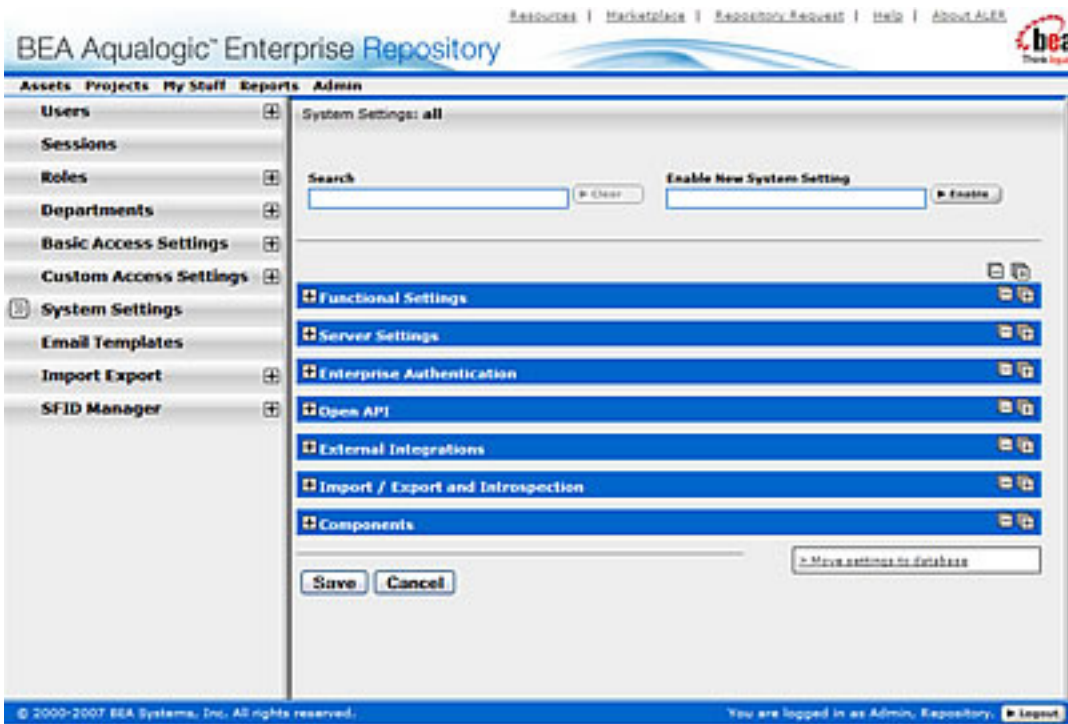 Resources | Marketplace | Repository Request | Help | About ALER
BEA Aqualogic™ Enterprise Repository
bea
Assets Projects My Stuff Reports Admin
Users
Sessions
Roles
Departments
Basic Access Settings
Custom Access Settings
System Settings
Email Templates
Import Export
SFID Manager
System Settings: all
Search
Clear
Enable New System Setting
Enable
Functional Settings
Server Settings
Enterprise Authentication
Open API
External Integrations
Import / Export and Introspection
Components
> Move settings to database
Save Cancel
© 2000-2007 BEA Systems, Inc. All rights reserved.
You are logged in as Admin, Repository.
Logout